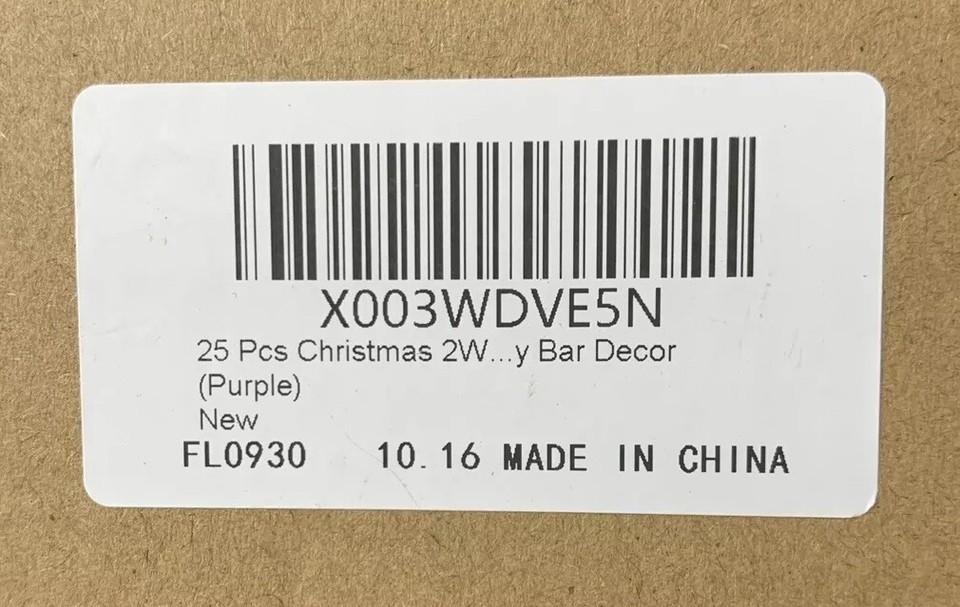 X003WDVE5N
25 Pcs Christmas 2W...y Bar Decor
(Purple)
New
FL0930 10.16 MADE IN CHINA